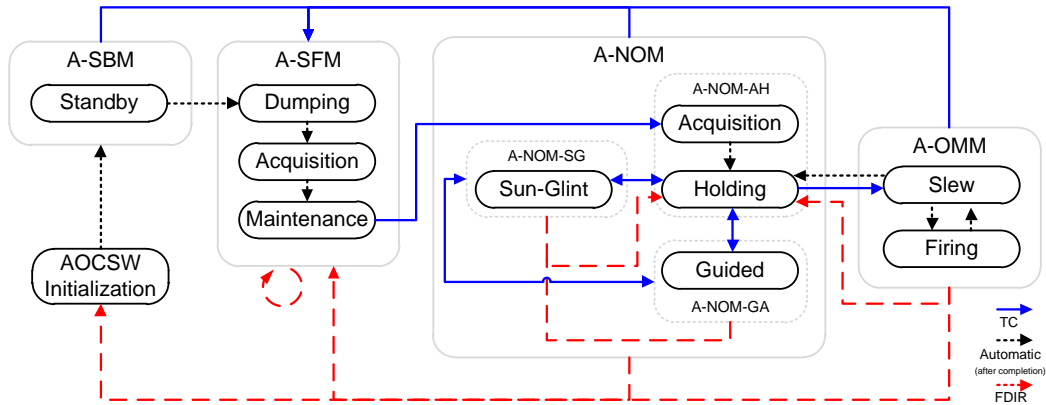 A-SBM
Standby
AOCSW
Initialization
A-SFM
Dumping
Acquisition
Maintenance
A-NOM
A-NOM-AH
Acquisition
Holding
A-NOM-SG
Sun-Glint
Guided
A-NOM-GA
A-OMM
Slew
Firing
TC
Automatic
(after completion)
FDIR